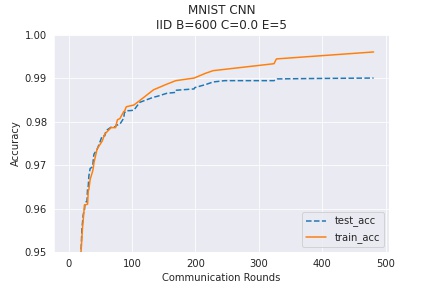 MNIST CNN
IID B=600 C=0.0 E=5
1.00
0.99
0.98
0.97
0.96
0.95
Accuracy
test_acc
train_acc
0 100 200 300 400 500
Communication Rounds